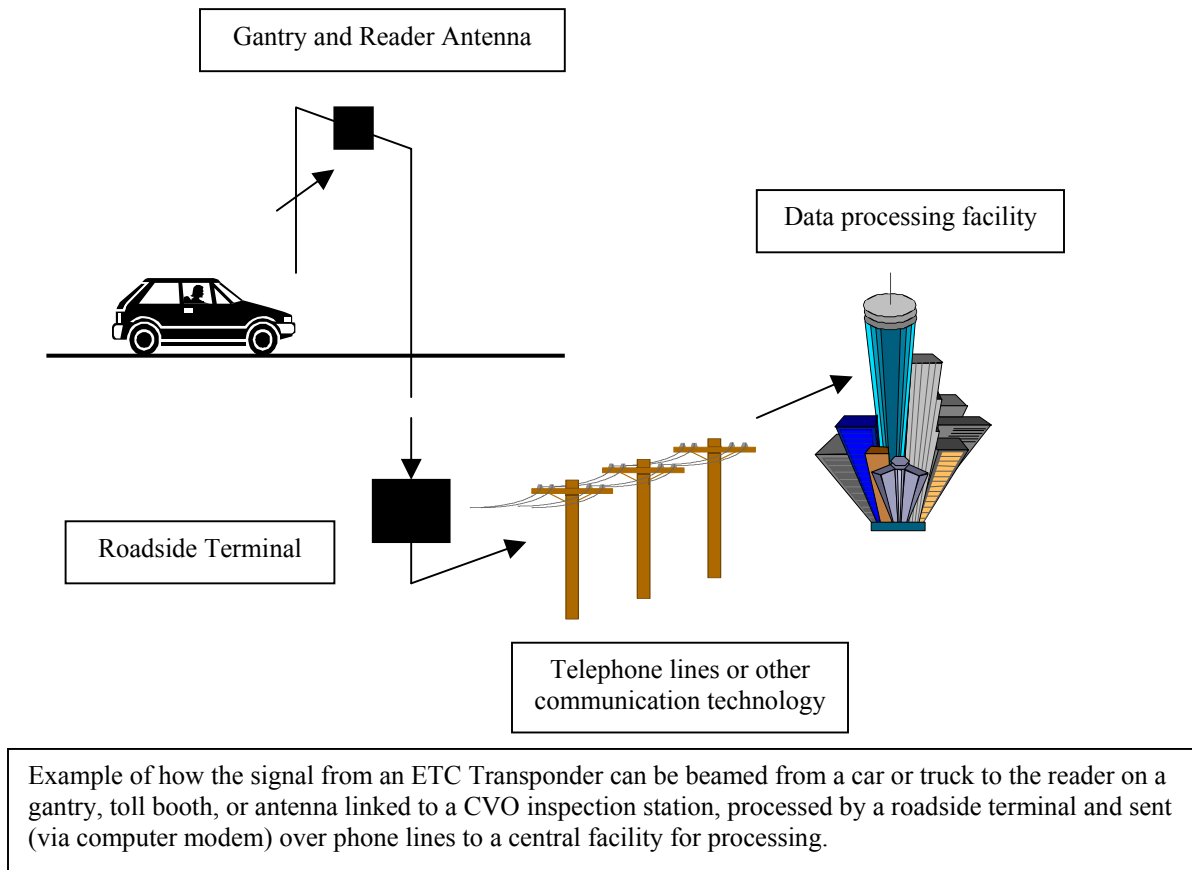 Gantry and Reader Antenna
Data processing facility
Roadside Terminal
Telephone lines or other
communication technology
Example of how the signal from an ETC Transponder can be beamed from a car or truck to the reader on a
gantry, toll booth, or antenna linked to a CVO inspection station, processed by a roadside terminal and sent
(via computer modem) over phone lines to a central facility for processing.